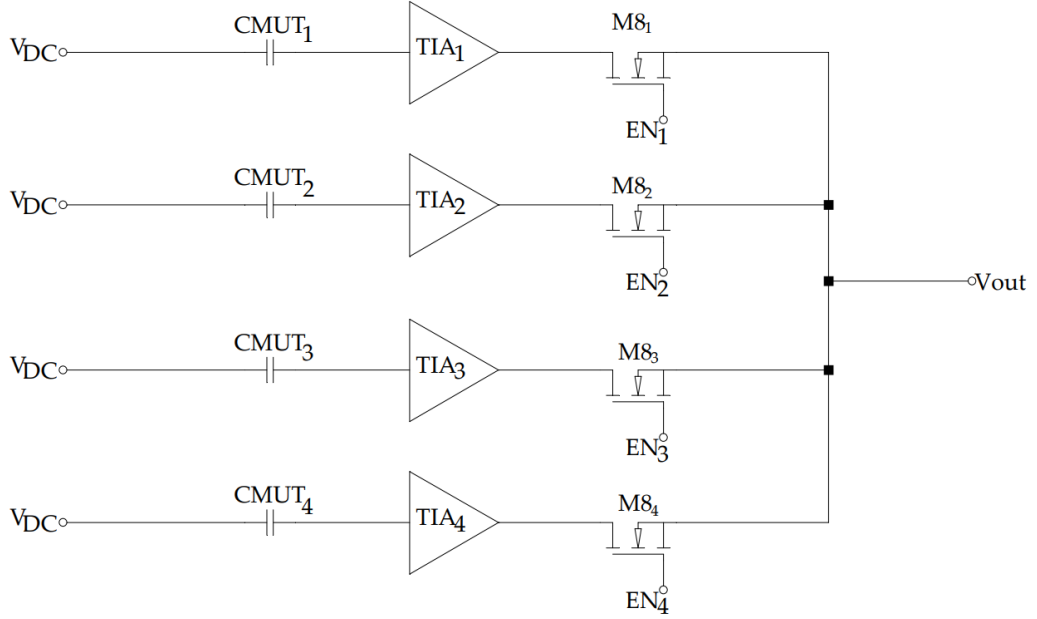 CMUT1
M81
VDC
TIA1
EN1
CMUT2
M82
VDC
TIA2
EN2
Vout
CMUT3
M83
VDC
TIA3
EN3
CMUT4
M84
VDC
TIA4
EN4